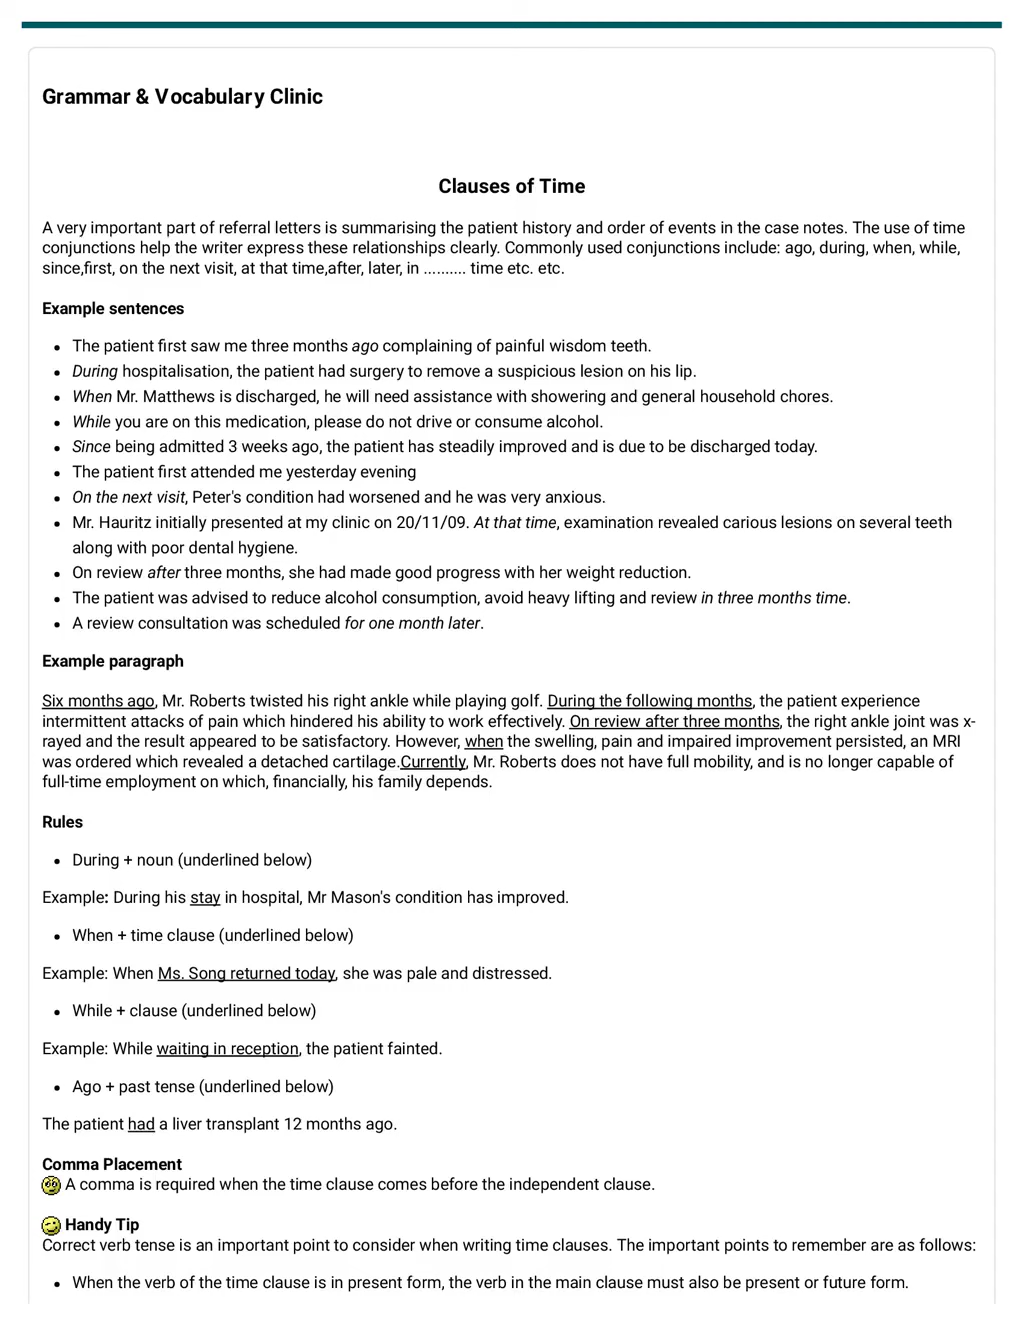 Grammar & Vocabulary Clinic
Clauses of Time
A very important part of referral letters is summarising the patient history and order of events in the case notes. The use of time
conjunctions help the writer express these relationships clearly. Commonly used conjunctions include: ago, during, when, while,
since,first, on the next visit, at that time,after, later, in .......... time etc. etc.
Example sentences
• The patient first saw me three months ago complaining of painful wisdom teeth.
• During hospitalisation, the patient had surgery to remove a suspicious lesion on his lip.
• When Mr. Matthews is discharged, he will need assistance with showering and general household chores.
• While you are on this medication, please do not drive or consume alcohol.
• Since being admitted 3 weeks ago, the patient has steadily improved and is due to be discharged today.
• The patient first attended me yesterday evening
• On the next visit, Peter's condition had worsened and he was very anxious.
• Mr. Hauritz initially presented at my clinic on 20/11/09. At that time, examination revealed carious lesions on several teeth
along with poor dental hygiene.
• On review after three months, she had made good progress with her weight reduction.
• The patient was advised to reduce alcohol consumption, avoid heavy lifting and review in three months time.
• A review consultation was scheduled for one month later.
Example paragraph
Six months ago, Mr. Roberts twisted his right ankle while playing golf. During the following months, the patient experience
intermittent attacks of pain which hindered his ability to work effectively. On review after three months, the right ankle joint was x-
rayed and the result appeared to be satisfactory. However, when the swelling, pain and impaired improvement persisted, an MRI
was ordered which revealed a detached cartilage.Currently, Mr. Roberts does not have full mobility, and is no longer capable of
full-time employment on which, financially, his family depends.
Rules
• During + noun (underlined below)
Example: During his stay in hospital, Mr Mason's condition has improved.
• When + time clause (underlined below)
Example: When Ms. Song returned today, she was pale and distressed.
• While + clause (underlined below)
Example: While waiting in reception, the patient fainted.
• Ago + past tense (underlined below)
The patient had a liver transplant 12 months ago.
Comma Placement
A comma is required when the time clause comes before the independent clause.
Handy Tip
Correct verb tense is an important point to consider when writing time clauses. The important points to remember are as follows:
• When the verb of the time clause is in present form, the verb in the main clause must also be present or future form.